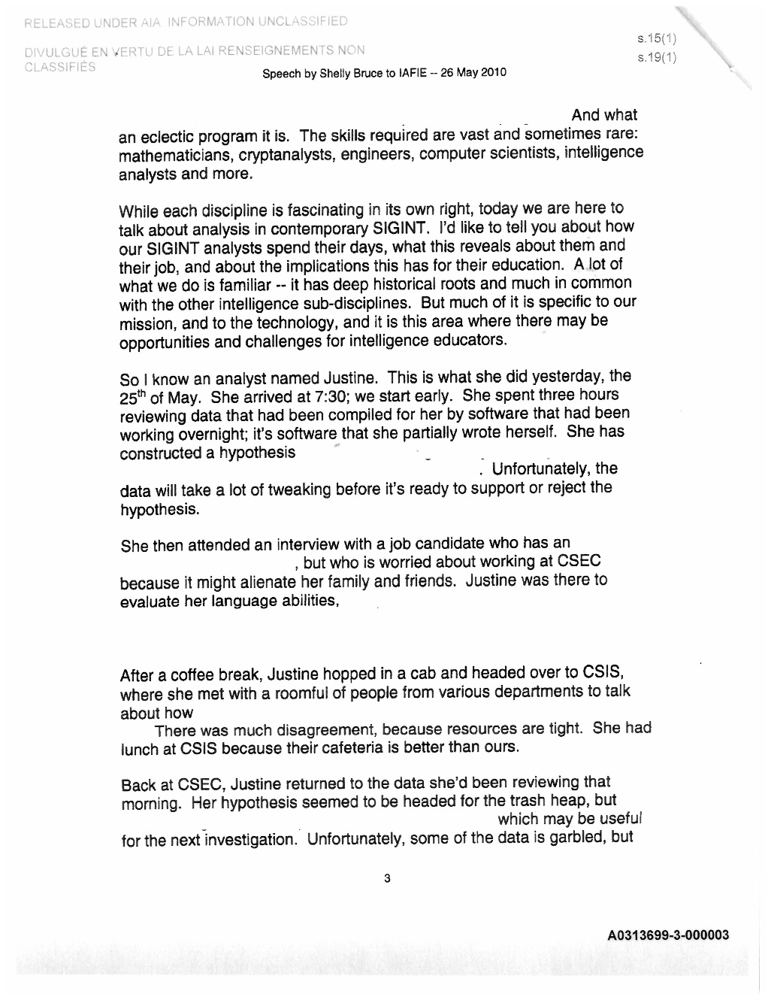 RELEASED UNDER AIA INFORMATION UNCLASSIFIED
DIVULGUÉ EN VERTU DE LA LAI RENSEIGNEMENTS NON
CLASSIFIÉS
s.15(1)
s.19(1)
Speech by Shelly Bruce to IAFIE -- 26 May 2010
And what
an eclectic program it is. The skills required are vast and sometimes rare:
mathematicians, cryptanalysts, engineers, computer scientists, intelligence
analysts and more.
While each discipline is fascinating in its own right, today we are here to
talk about analysis in contemporary SIGINT. I'd like to tell you about how
our SIGINT analysts spend their days, what this reveals about them and
their job, and about the implications this has for their education. A lot of
what we do is familiar -- it has deep historical roots and much in common
with the other intelligence sub-disciplines. But much of it is specific to our
mission, and to the technology, and it is this area where there may be
opportunities and challenges for intelligence educators.
So I know an analyst named Justine. This is what she did yesterday, the
25th of May. She arrived at 7:30; we start early. She spent three hours
reviewing data that had been compiled for her by software that had been
working overnight; it's software that she partially wrote herself. She has
constructed a hypothesis
. Unfortunately, the
data will take a lot of tweaking before it's ready to support or reject the
hypothesis.
She then attended an interview with a job candidate who has an
, but who is worried about working at CSEC
because it might alienate her family and friends. Justine was there to
evaluate her language abilities,
After a coffee break, Justine hopped in a cab and headed over to CSIS,
where she met with a roomful of people from various departments to talk
about how
There was much disagreement, because resources are tight. She had
lunch at CSIS because their cafeteria is better than ours.
Back at CSEC, Justine returned to the data she'd been reviewing that
morning. Her hypothesis seemed to be headed for the trash heap, but
which may be useful
for the next investigation. Unfortunately, some of the data is garbled, but
3
A0313699-3-000003